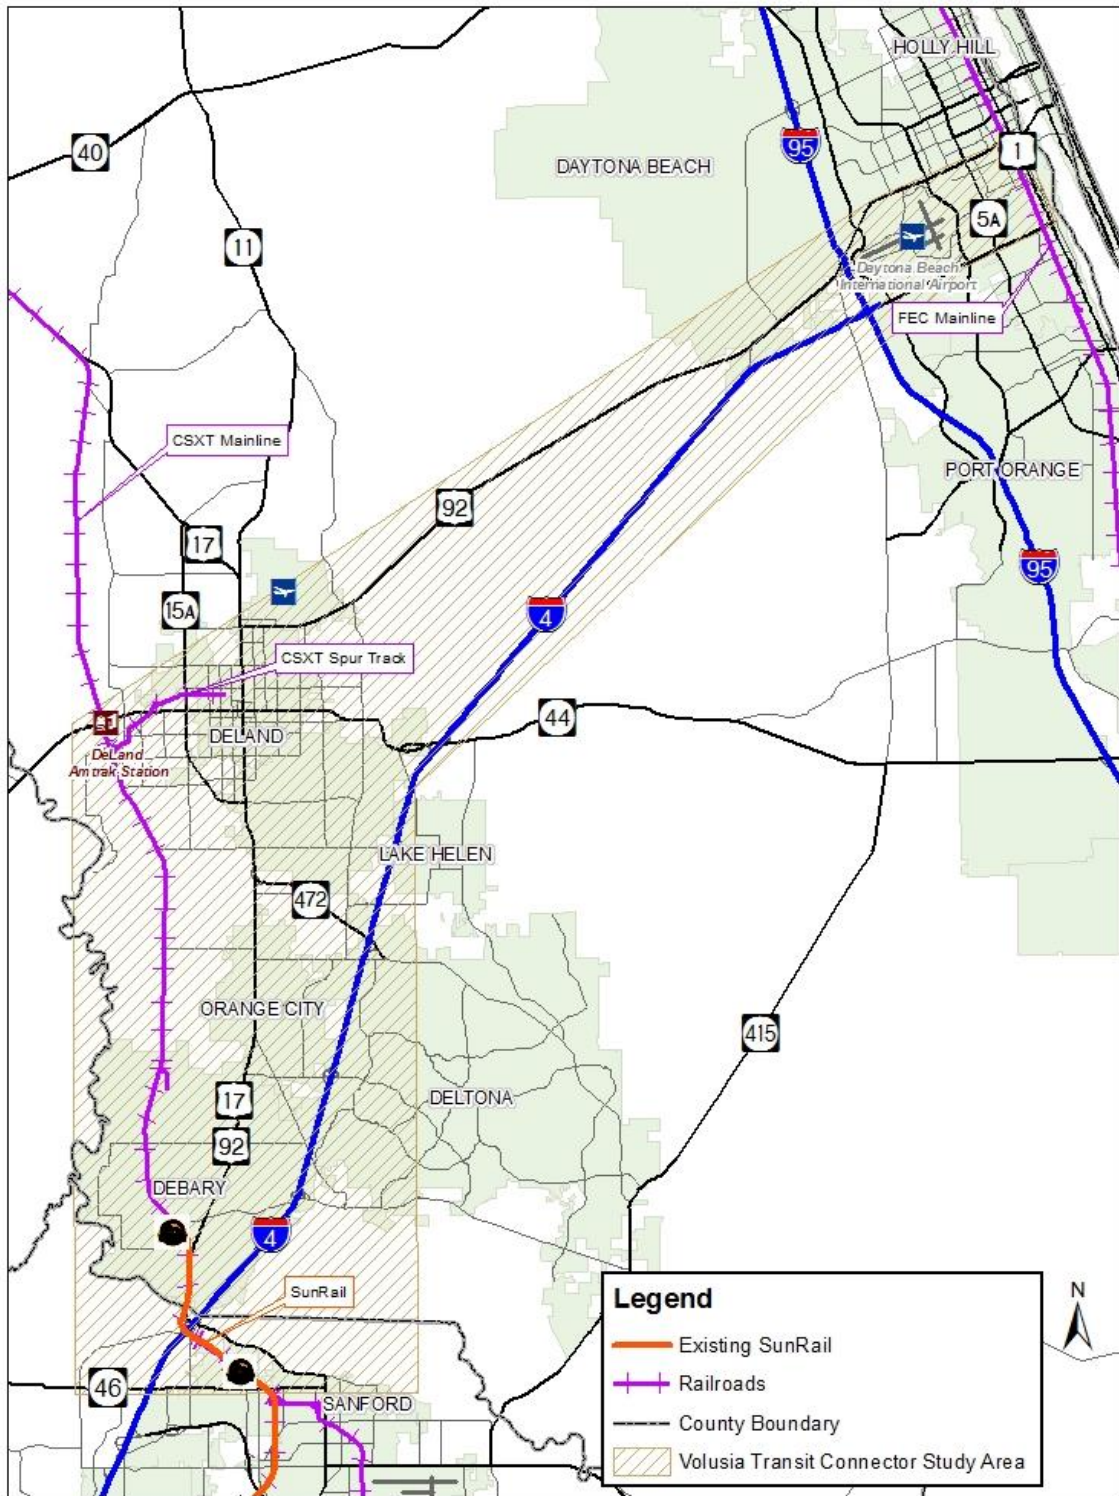 HOLLY HILL
40
95
1
DAYTONA BEACH
11
5A
Daytona Beach
International Airport
FEC Mainline
CSXT Mainline
PORT ORANGE
92
17
95
15A
4
CSXT Spur Track
44
DELAND
DeLand
Amtrak Station
LAKE HELEN
472
ORANGE CITY
415
DELTONA
17
92
DEBARY
4
SunRail
N
46
SANFORD
Legend
Existing SunRail
Railroads
County Boundary
Volusia Transit Connector Study Area